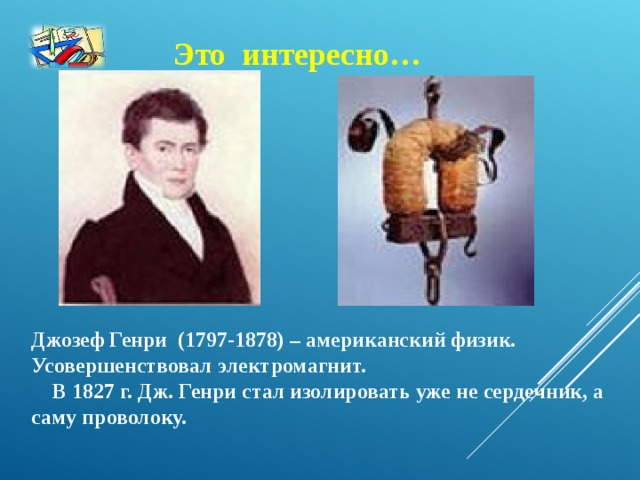 Это интересно…
Джозеф Генри (1797-1878) – американский физик.
Усовершенствовал электромагнит.
В 1827 г. Дж. Генри стал изолировать уже не сердечник, а
саму проволоку.